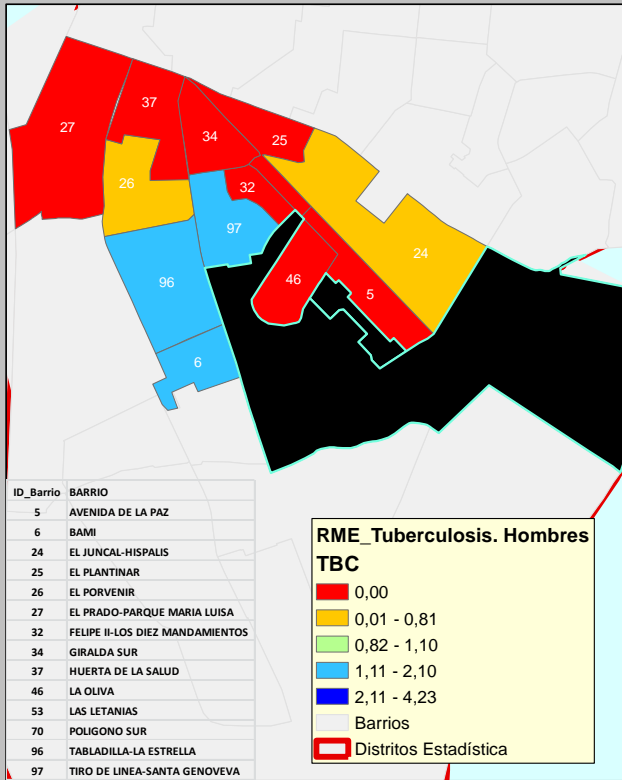 37
27
34
25
26
32
97
24
96
46
5
6
ID_Barrio BARRIO
5 AVENIDA DE LA PAZ
6 BAMI
24 EL JUNCAL-HISPALIS
25 EL PLANTINAR
26 EL PORVENIR
27 EL PRADO-PARQUE MARIA LUISA
32 FELIPE II-LOS DIEZ MANDAMIENTOS
34 GIRALDA SUR
37 HUERTA DE LA SALUD
46 LA OLIVA
53 LAS LETANIAS
70 POLIGONO SUR
96 TABLADILLA-LA ESTRELLA
97 TIRO DE LINEA-SANTA GENOVEVA
RME_Tuberculosis. Hombres
TBC
0,00
0,01 - 0,81
0,82 - 1,10
1,11 - 2,10
2,11 - 4,23
Barrios
Distritos Estadística